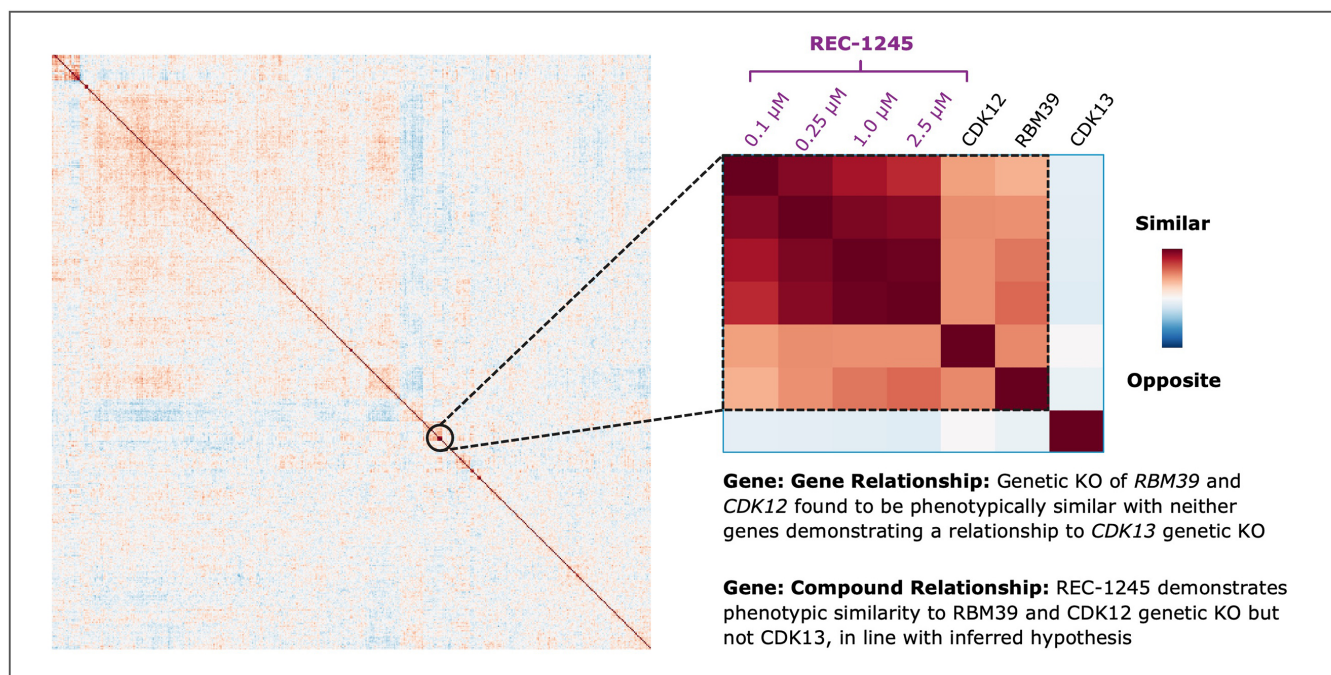 REC-1245
0.1 μM
0.25 μM
1.0 μM
2.5 μM
CDK12
RBM39
CDK13
Similar
Opposite
Gene: Gene Relationship: Genetic KO of RBM39 and
CDK12 found to be phenotypically similar with neither
genes demonstrating a relationship to CDK13 genetic KO
Gene: Compound Relationship: REC-1245 demonstrates
phenotypic similarity to RBM39 and CDK12 genetic KO but
not CDK13, in line with inferred hypothesis